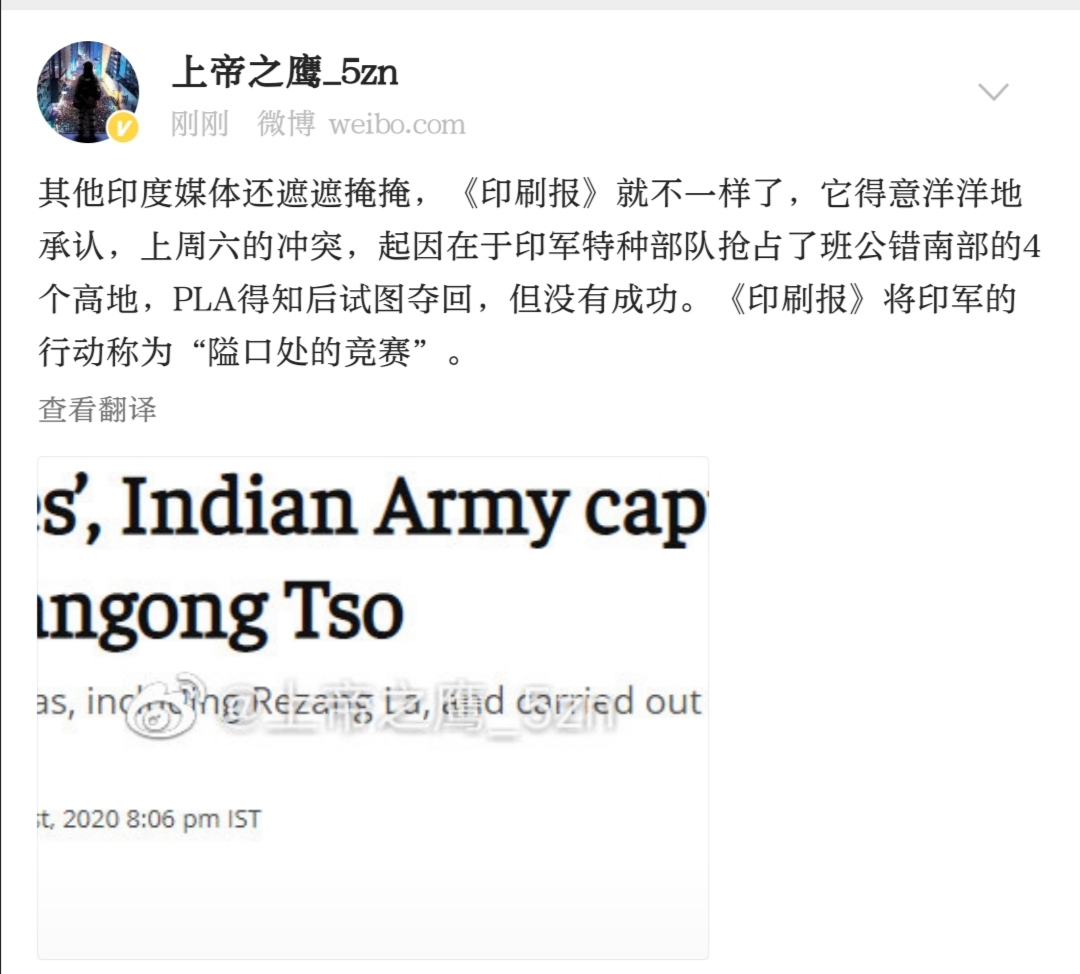 上帝之鹰_5zn
刚刚 微博 weibo.com
其他印度媒体还遮遮掩掩，《印刷报》就不一样了，它得意洋洋地
承认，上周六的冲突，起因在于印军特种部队抢占了班公错南部的4
个高地，PLA得知后试图夺回，但没有成功。《印刷报》将印军的
行动称为“隘口处的竞赛”。
查看翻译
es’, Indian Army cap
angong Tso
as, including Rezang La, and carried out
@上帝之鹰_5zn
st, 2020 8:06 pm IST